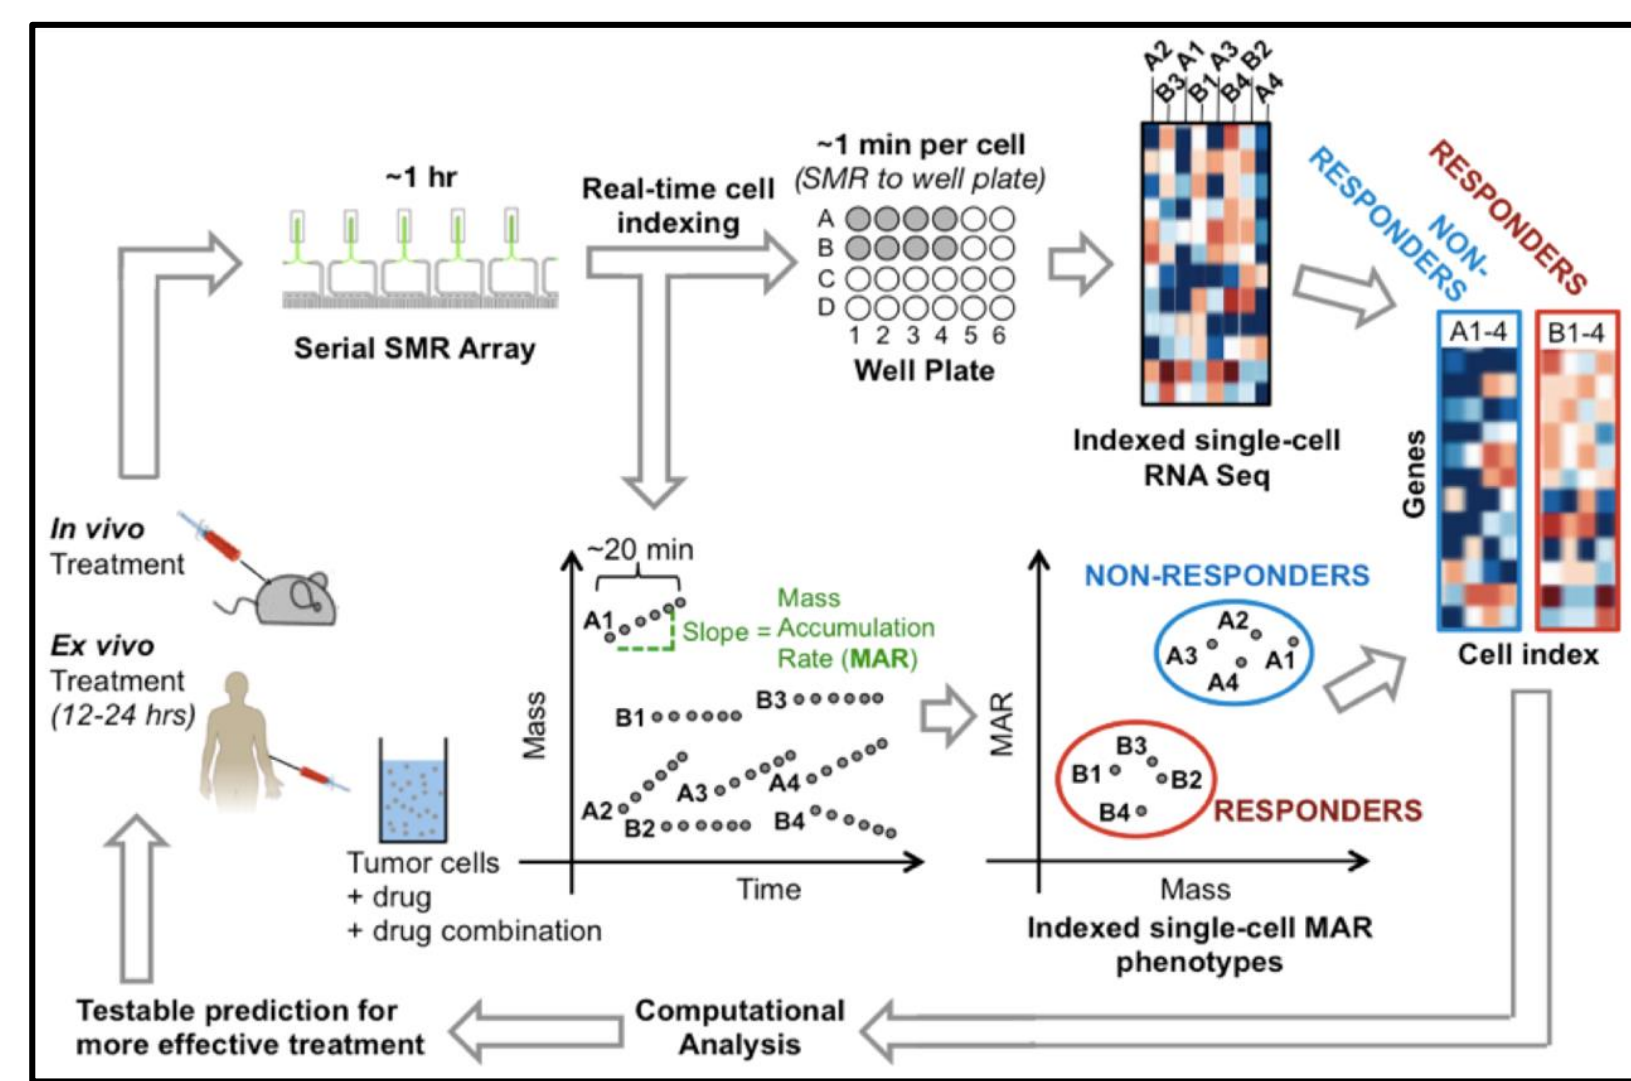 ~1 hr
Serial SMR Array
Real-time cell
indexing
~1 min per cell
(SMR to well plate)
A
B
C
D
1 2 3 4 5 6
Well Plate
A2 A1 A3 B2
B3 B1 B4 A4
Indexed single-cell
RNA Seq
NON-
RESPONDERS
RESPONDERS
A1-4
B1-4
Genes
Cell index
In vivo
Treatment
Ex vivo
Treatment
(12-24 hrs)
Tumor cells
+ drug
+ drug combination
~20 min
A1
Slope =
Mass
Accumulation
Rate (MAR)
B1
B3
A2
A3
A4
B2
B4
Mass
Time
MAR
NON-RESPONDERS
A2
A3
A1
A4
B3
B1
B2
B4
RESPONDERS
Mass
Indexed single-cell MAR
phenotypes
Computational
Analysis
Testable prediction for
more effective treatment